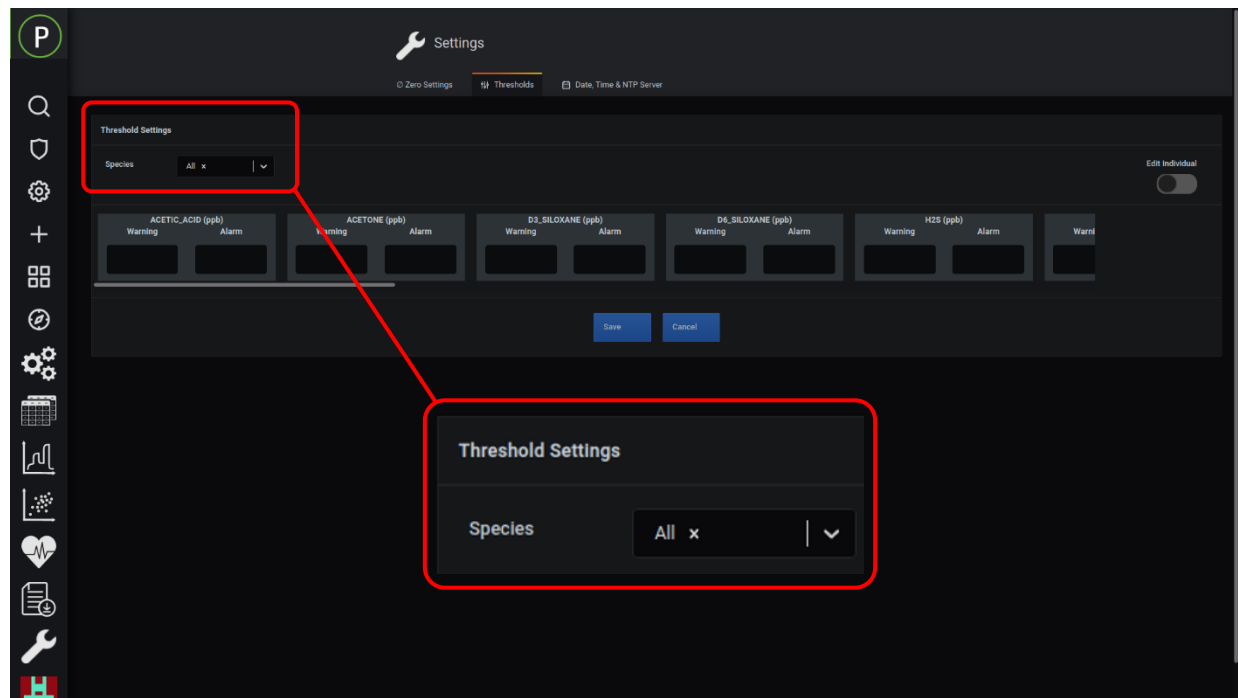 P
Settings
Zero Settings
Thresholds
Date, Time & NTP Server
Threshold Settings
Species
All x
Edit Individual
ACETIC_ACID (ppb)
Warning Alarm
ACETONE (ppb)
Warning Alarm
D3_SILOXANE (ppb)
Warning Alarm
D6_SILOXANE (ppb)
Warning Alarm
H2S (ppb)
Warning Alarm
Warni
Save
Cancel
Threshold Settings
Species
All x